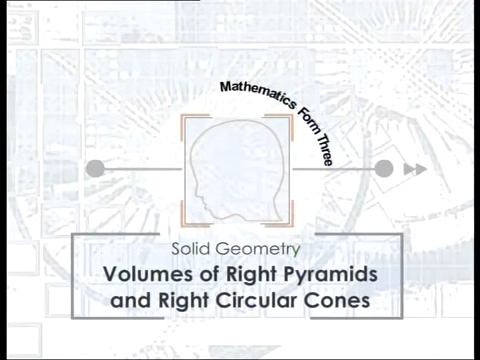 Mathematics Form Three
Solid Geometry
Volumes of Right Pyramids
and Right Circular Cones